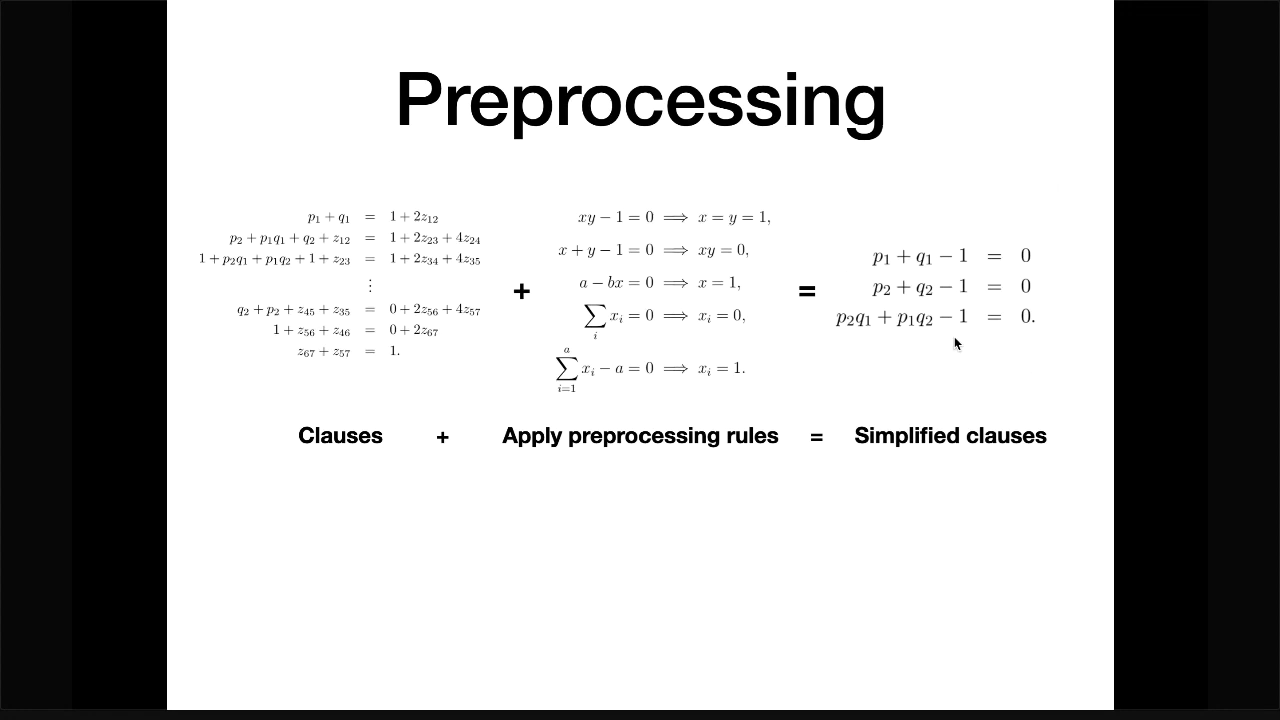 Preprocessing
p₁ + q₁ = 1 + 2z₁₂
p₂ + p₁q₁ + q₂ + z₁₂ = 1 + 2z₂₃ + 4z₂₄
1 + p₂q₁ + p₁q₂ + 1 + z₂₃ = 1 + 2z₃₄ + 4z₃₅
⋮
q₂ + p₂ + z₄₅ + z₃₅ = 0 + 2z₅₆ + 4z₅₇
1 + z₅₆ + z₄₆ = 0 + 2z₆₇
z₆₇ + z₅₇ = 1.
+
xy − 1 = 0 ⟹ x = y = 1,
x + y − 1 = 0 ⟹ xy = 0,
a − bx = 0 ⟹ x = 1,
∑ᵢ xᵢ = 0 ⟹ xᵢ = 0,
∑ᵢ₌₁ᵃ xᵢ − a = 0 ⟹ xᵢ = 1.
=
p₁ + q₁ − 1 = 0
p₂ + q₂ − 1 = 0
p₂q₁ + p₁q₂ − 1 = 0.
Clauses + Apply preprocessing rules = Simplified clauses